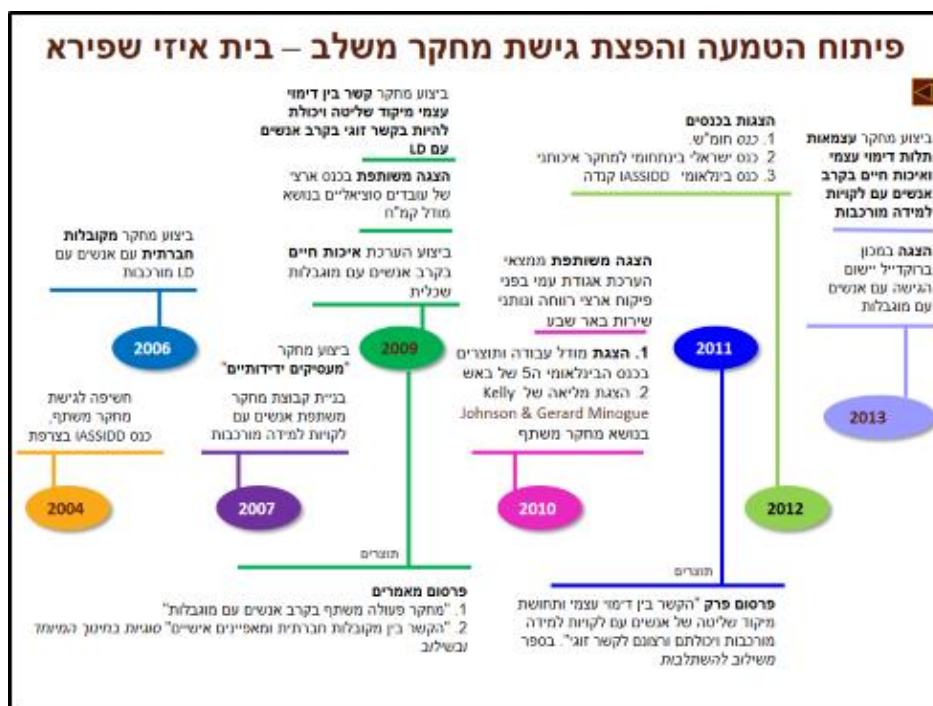 פיתוח הטמעה והפצת גישת מחקר משלב – בית איזי שפירא
חשיפה לגישת
מחקר משתף,
כנס IASSIDD בצרפת
2004
ביצוע מחקר מקובלות
חברתית עם אנשים עם
LD מורכבות
2006
ביצוע מחקר
"מעסיקים ידידותיים"
בניית קבוצת מחקר
משתפת אנשים עם
לקויות למידה מורכבות
2007
ביצוע מחקר קשר בין דימוי
עצמי מיקוד שליטה ויכולת
להיות בקשר זוגי בקרב אנשים
עם LD
הצגה משותפת בכנס ארצי
של עובדים סוציאליים בנושא
מודל קמ"ח
ביצוע הערכת איכות חיים
בקרב אנשים עם מוגבלות
שכלית
2009
תוצרים
פרסום מאמרים
1. "מחקר פעולה משתף בקרב אנשים עם מוגבלות"
2. "הקשר בין מקובלות חברתית ומאפיינים אישיים" סוגיות בחינוך המיוחד
ובשילוב
הצגה משותפת ממצאי
הערכת אגודת עמי בפני
פיקוח ארצי רווחה ונותני
שירות באר שבע
1. הצגת מודל עבודה ותוצרים
בכנס הבינלאומי ה5 של באש
2. הצגת מליאה של Kelly
Johnson & Gerard Minogue
בנושא מחקר משתף
2010
2011
תוצרים
פרסום פרק "הקשר בין דימוי עצמי ותחושת
מיקוד שליטה של אנשים עם לקויות למידה
מורכבות ויכולתם ורצונם לקשר זוגי". בספר
משילוב להשתלבות
הצגות בכנסים
1. כנס חומ"ש.
2. כנס ישראלי בינתחומי למחקר איכותני
3. כנס בינלאומי IASSIDD קנדה
2012
ביצוע מחקר עצמאות
תלות דימוי עצמי
ואיכות חיים בקרב
אנשים עם לקויות
למידה מורכבות
הצגה במכון
ברוקדייל יישום
הגישה עם אנשים
עם מוגבלות
2013